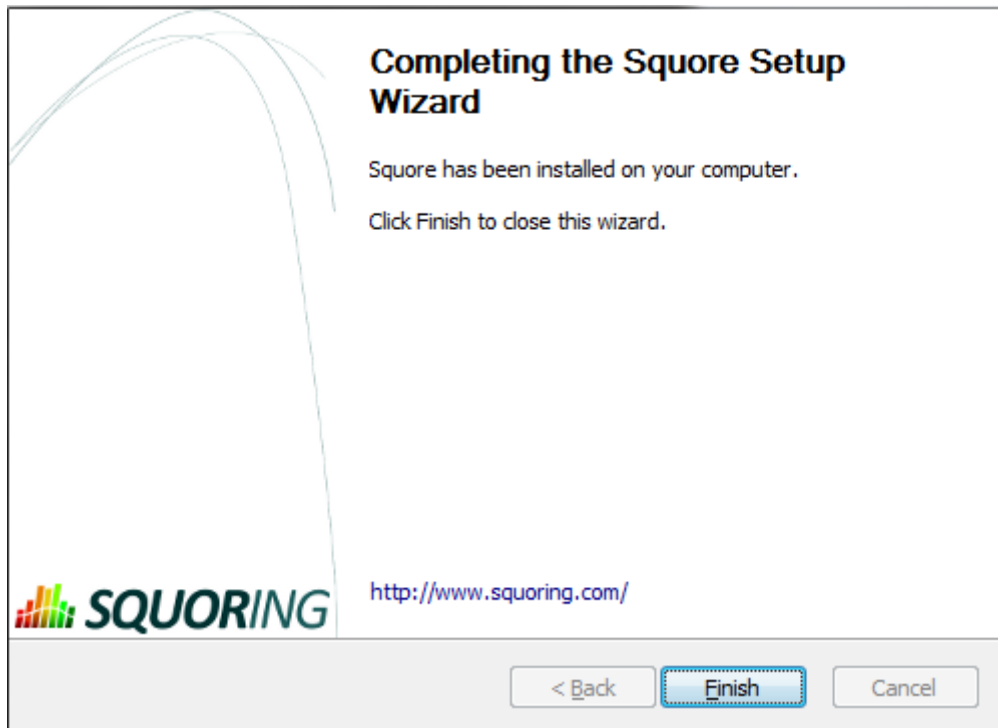 Completing the Squore Setup
Wizard
Squore has been installed on your computer.
Click Finish to close this wizard.
SQUORING
http://www.squoring.com/
< Back
Finish
Cancel